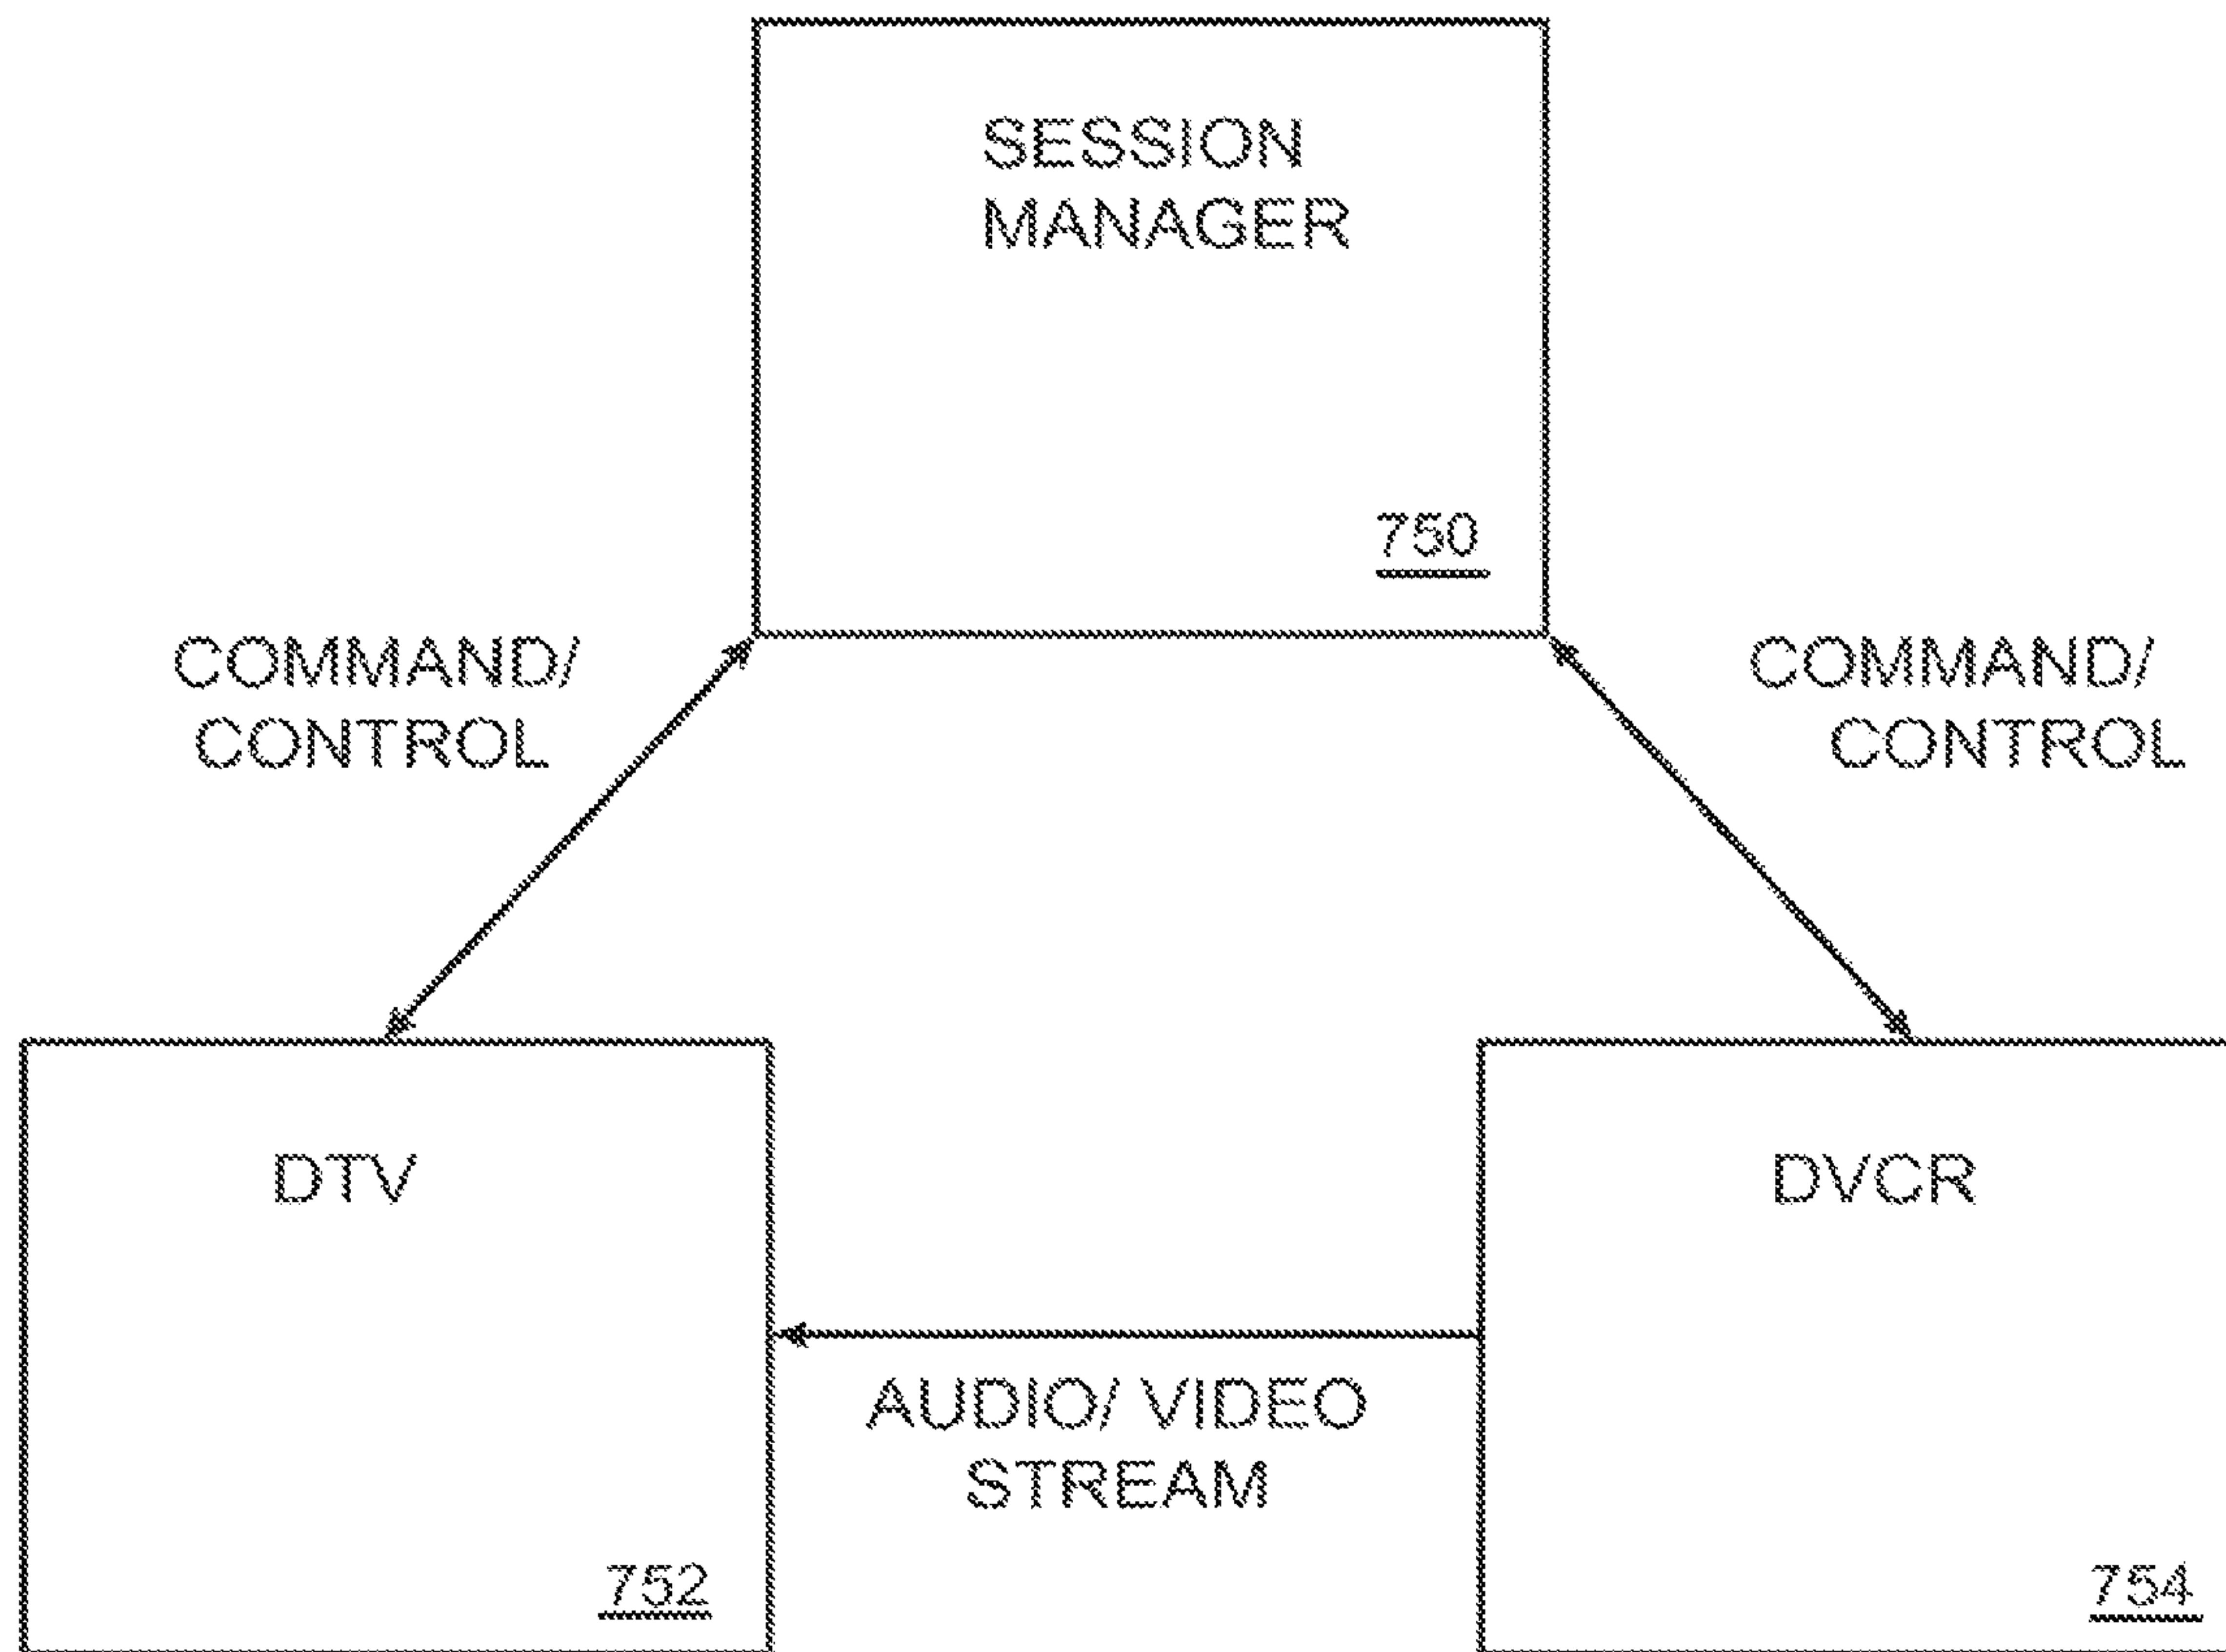 SESSION
MANAGER
750
COMMAND/
CONTROL
COMMAND/
CONTROL
DTV
752
AUDIO/ VIDEO
STREAM
DVCR
754